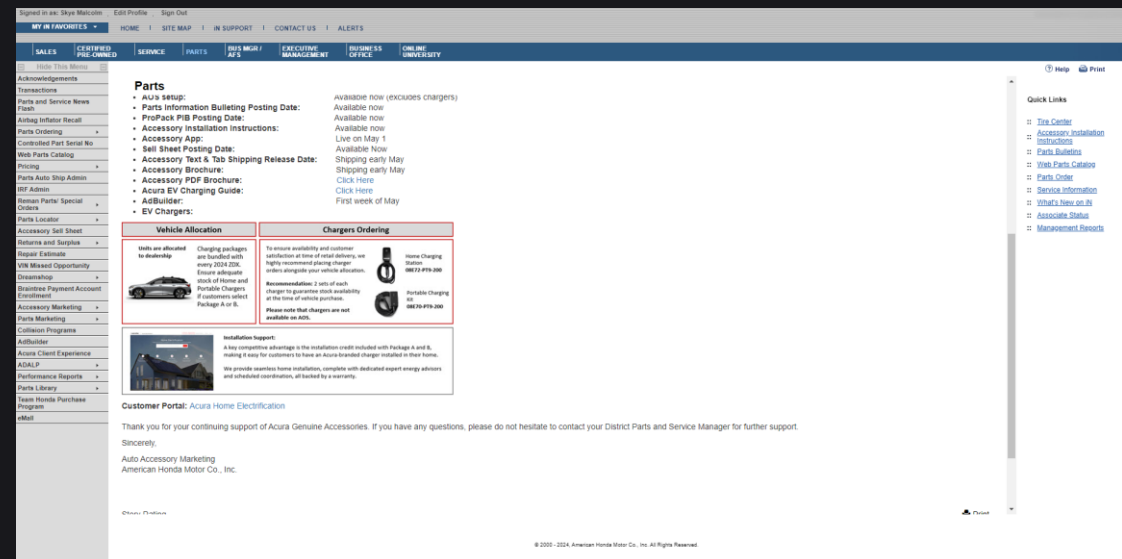 Signed in as: Skye Malcolm Edit Profile Sign Out
MY iN FAVORITES
HOME | SITE MAP | iN SUPPORT | CONTACT US | ALERTS
SALES
CERTIFIED PRE-OWNED
SERVICE
PARTS
BUS MGR / AFS
EXECUTIVE MANAGEMENT
BUSINESS OFFICE
ONLINE UNIVERSITY
Hide This Menu
Acknowledgements
Transactions
Parts and Service News Flash
Airbag Inflator Recall
Parts Ordering
Controlled Part Serial No
Web Parts Catalog
Pricing
Parts Auto Ship Admin
IRF Admin
Reman Parts/ Special Orders
Parts Locator
Accessory Sell Sheet
Returns and Surplus
Repair Estimate
VIN Missed Opportunity
Dreamshop
Braintree Payment Account Enrollment
Accessory Marketing
Parts Marketing
Collision Programs
AdBuilder
Acura Client Experience
ADALP
Performance Reports
Parts Library
Team Honda Purchase Program
eMail
Parts
• AOS setup: Available now (excludes chargers)
• Parts Information Bulleting Posting Date: Available now
• ProPack PIB Posting Date: Available now
• Accessory Installation Instructions: Available now
• Accessory App: Live on May 1
• Sell Sheet Posting Date: Available Now
• Accessory Text & Tab Shipping Release Date: Shipping early May
• Accessory Brochure: Shipping early May
• Accessory PDF Brochure: Click Here
• Acura EV Charging Guide: Click Here
• AdBuilder: First week of May
• EV Chargers:
Vehicle Allocation
Units are allocated
to dealership
Charging packages
are bundled with
every 2024 ZDX.
Ensure adequate
stock of Home and
Portable Chargers
if customers select
Package A or B.
Chargers Ordering
To ensure availability and customer
satisfaction at time of retail delivery, we
highly recommend placing charger
orders alongside your vehicle allocation.
Recommendation: 2 sets of each
charger to guarantee stock availability
at the time of vehicle purchase.
Please note that chargers are not
available on AOS.
Home Charging
Station
08E72-PT9-200
Portable Charging
Kit
08E70-PT9-200
Installation Support:
A key competitive advantage is the installation credit included with Package A and B,
making it easy for customers to have an Acura-branded charger installed in their home.
We provide seamless home installation, complete with dedicated expert energy advisors
and scheduled coordination, all backed by a warranty.
Customer Portal: Acura Home Electrification
Thank you for your continuing support of Acura Genuine Accessories. If you have any questions, please do not hesitate to contact your District Parts and Service Manager for further support.
Sincerely,
Auto Accessory Marketing
American Honda Motor Co., Inc.
Story Rating
Print
Help Print
Quick Links
Tire Center
Accessory Installation
Instructions
Parts Bulletins
Web Parts Catalog
Parts Order
Service Information
What's New on iN
Associate Status
Management Reports
© 2000 - 2024, American Honda Motor Co., Inc. All Rights Reserved.